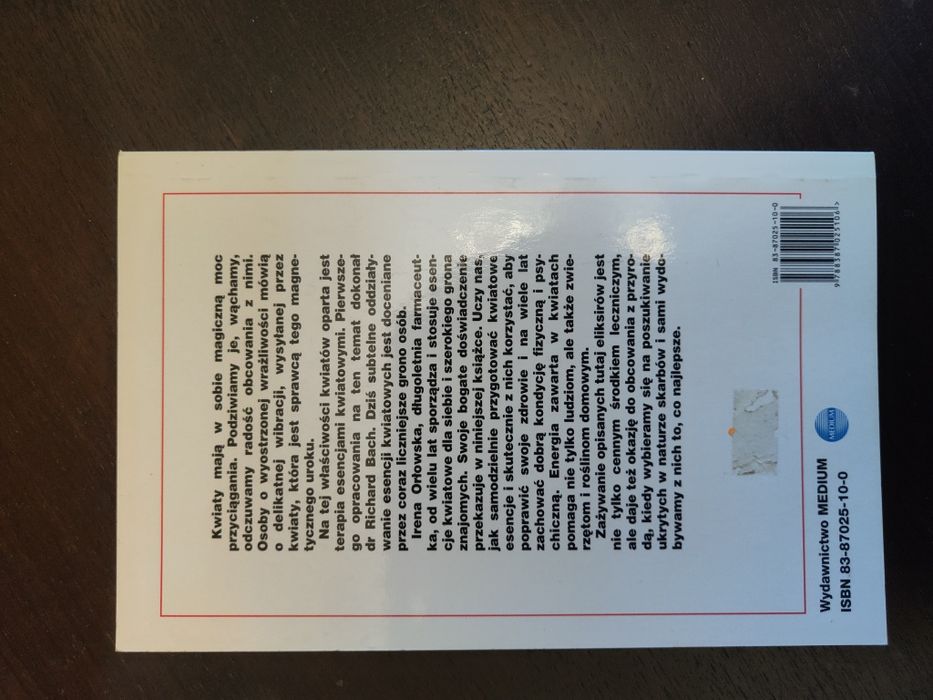 Kwiaty mają w sobie magiczną moc
przyciągania. Podziwiamy je, wąchamy,
odczuwamy radość obcowania z nimi.
Osoby o wyostrzonej wrażliwości mówią
o delikatnej wibracji, wysyłanej przez
kwiaty, która jest sprawcą tego magne-
tycznego uroku.
Na tej właściwości kwiatów oparta jest
terapia esencjami kwiatowymi. Pierwsze-
go opracowania na ten temat dokonał
dr Richard Bach. Dziś subtelne oddziały-
wanie esencji kwiatowych jest doceniane
przez coraz liczniejsze grono osób.
Irena Orłowska, długoletnia farmaceut-
ka, od wielu lat sporządza i stosuje esen-
cje kwiatowe dla siebie i szerokiego grona
znajomych. Swoje bogate doświadczenie
przekazuje w niniejszej książce. Uczy nas,
jak samodzielnie przygotować kwiatowe
esencje i skutecznie z nich korzystać, aby
poprawić swoje zdrowie i na wiele lat
zachować dobrą kondycję fizyczną i psy-
chiczną. Energia zawarta w kwiatach
pomaga nie tylko ludziom, ale także zwie-
rzętom i roślinom domowym.
Zażywanie opisanych tutaj eliksirów jest
nie tylko cennym środkiem leczniczym,
ale daje też okazję do obcowania z przyro-
dą, kiedy wybieramy się na poszukiwanie
ukrytych w naturze skarbów i sami wydo-
bywamy z nich to, co najlepsze.
Wydawnictwo MEDIUM
ISBN 83-87025-10-0
MEDIUM
ISBN 83-87025-10-0
9788387025106>